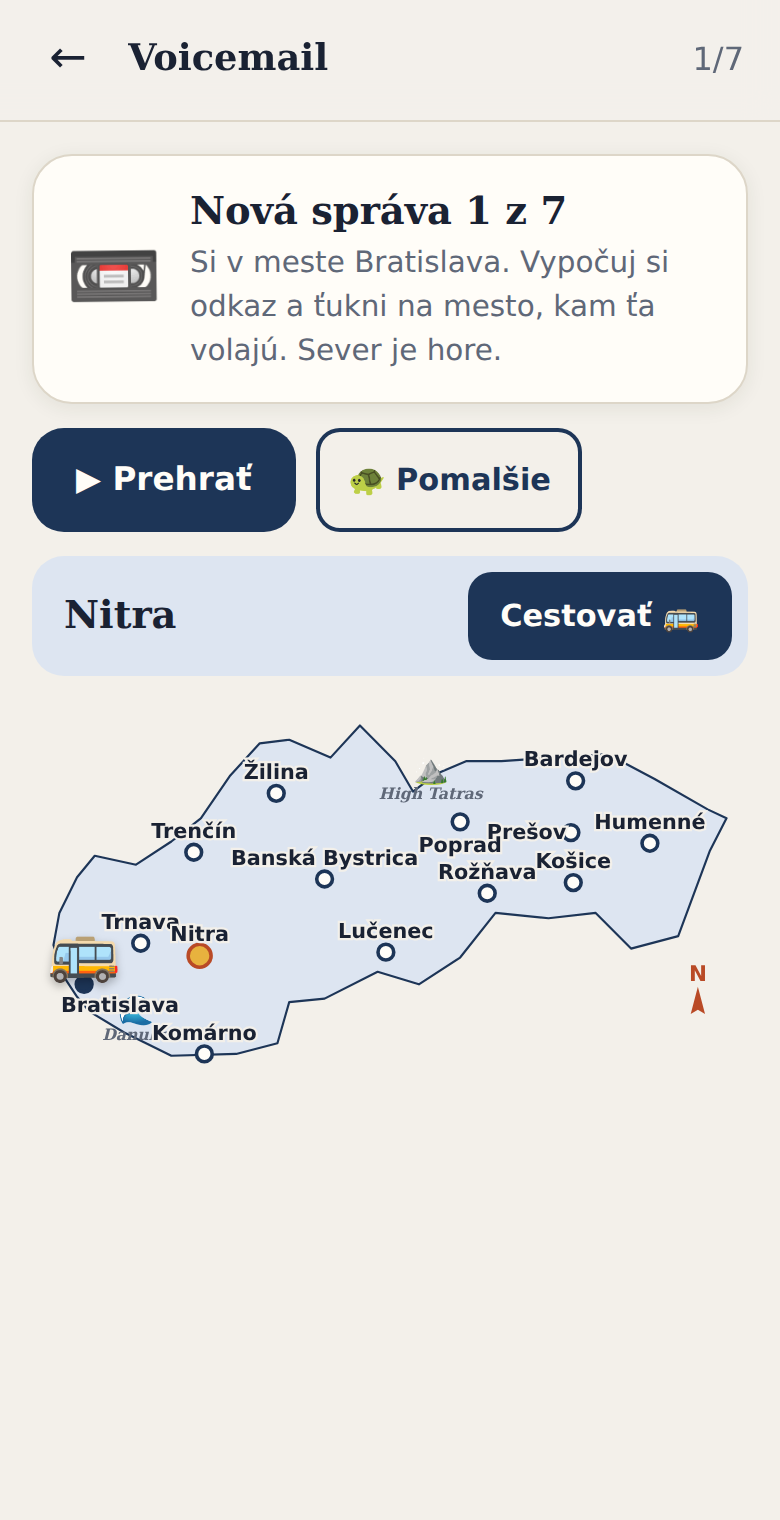 ← Voicemail 1/7
Nová správa 1 z 7
Si v meste Bratislava. Vypočuj si
odkaz a ťukni na mesto, kam ťa
volajú. Sever je hore.
▶ Prehrať
Pomalšie
Nitra
Cestovať
Bardejov
Žilina
High Tatras
Humenné
Trenčín
Prešov
Poprad
Banská Bystrica
Košice
Rožňava
Trnava
Nitra
Lučenec
N
Bratislava
Komárno